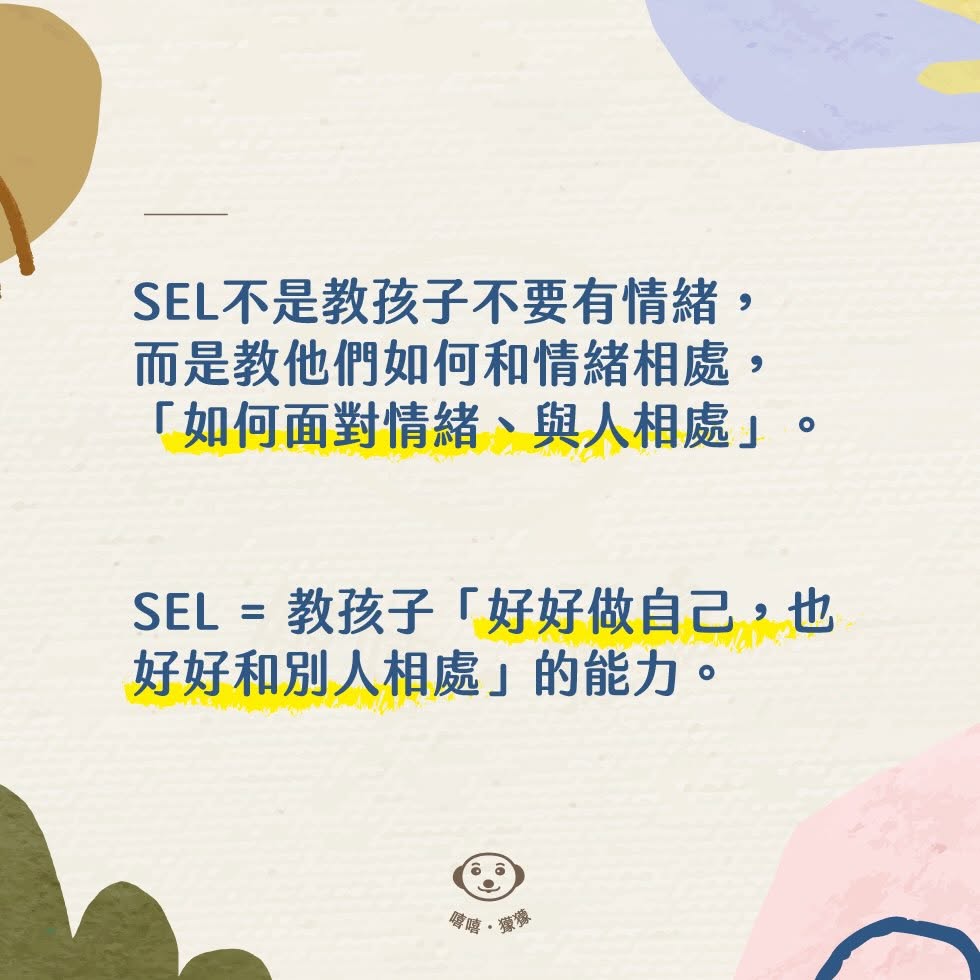 SEL不是教孩子不要有情緒，
而是教他們如何和情緒相處，
「如何面對情緒、與人相處」。
SEL = 教孩子「好好做自己，也
好好和別人相處」的能力。
嘻嘻・獴獴